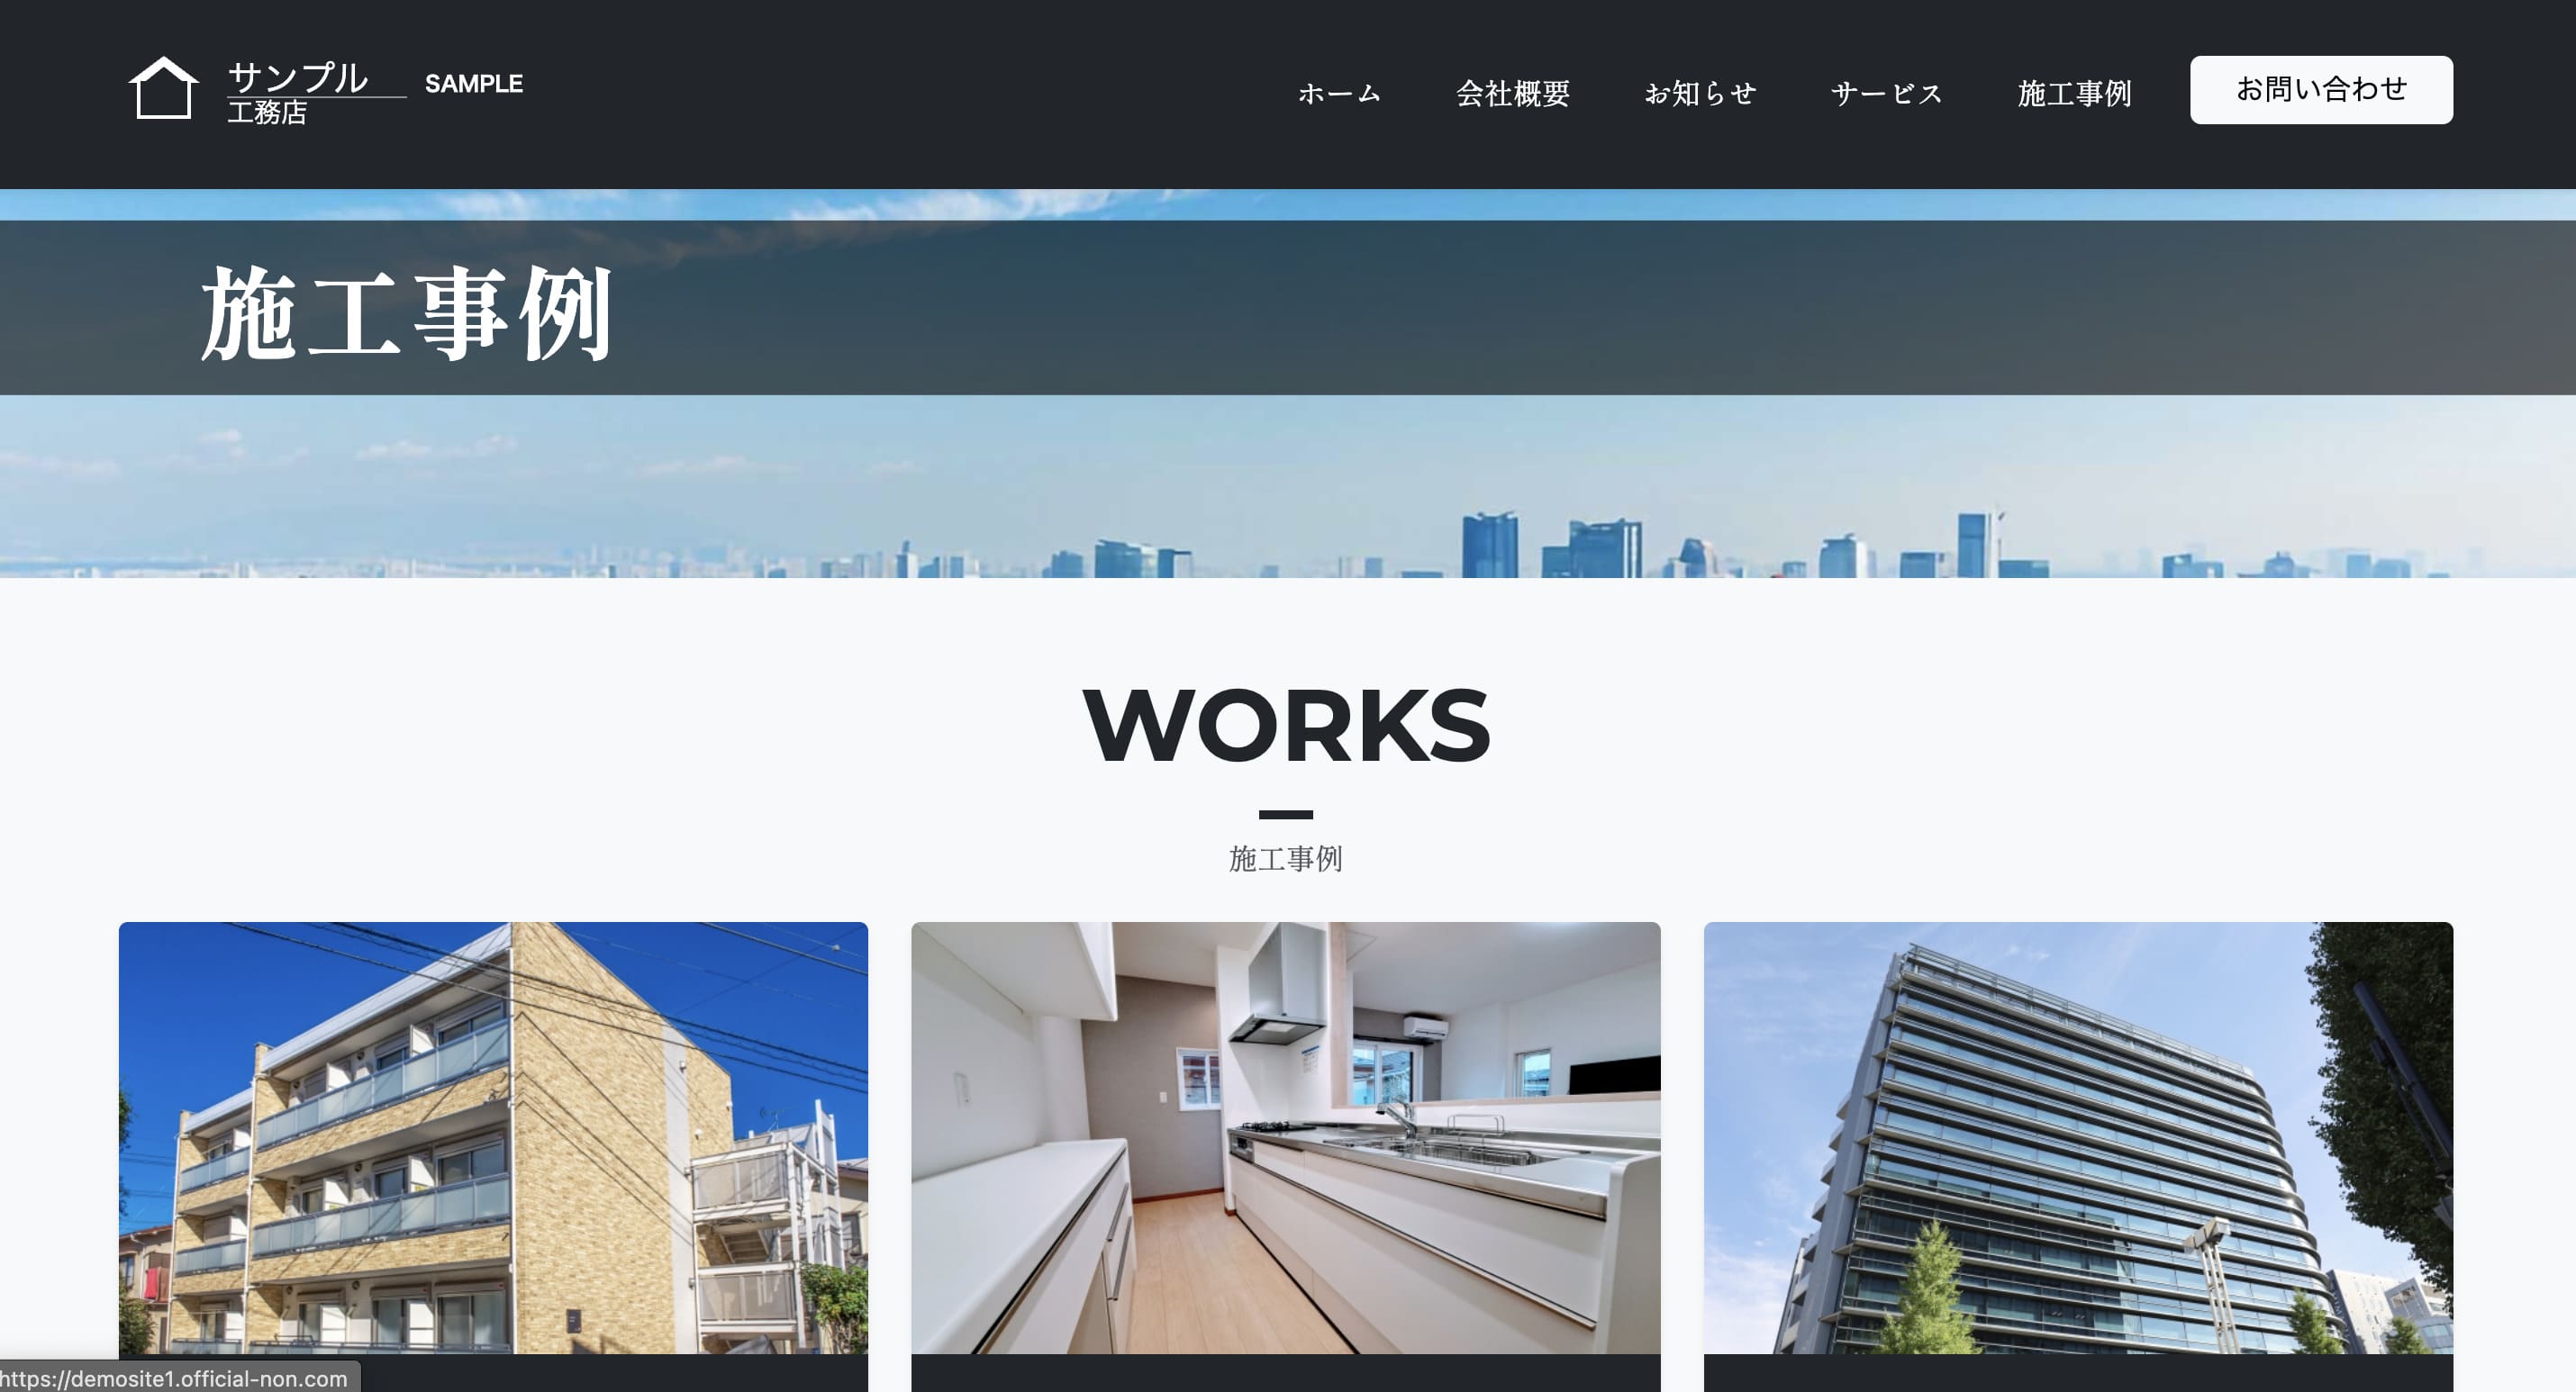 サンプル
工務店
SAMPLE
ホーム 会社概要 お知らせ サービス 施工事例 お問い合わせ
施工事例
WORKS
施工事例
https://demosite1.official-non.com